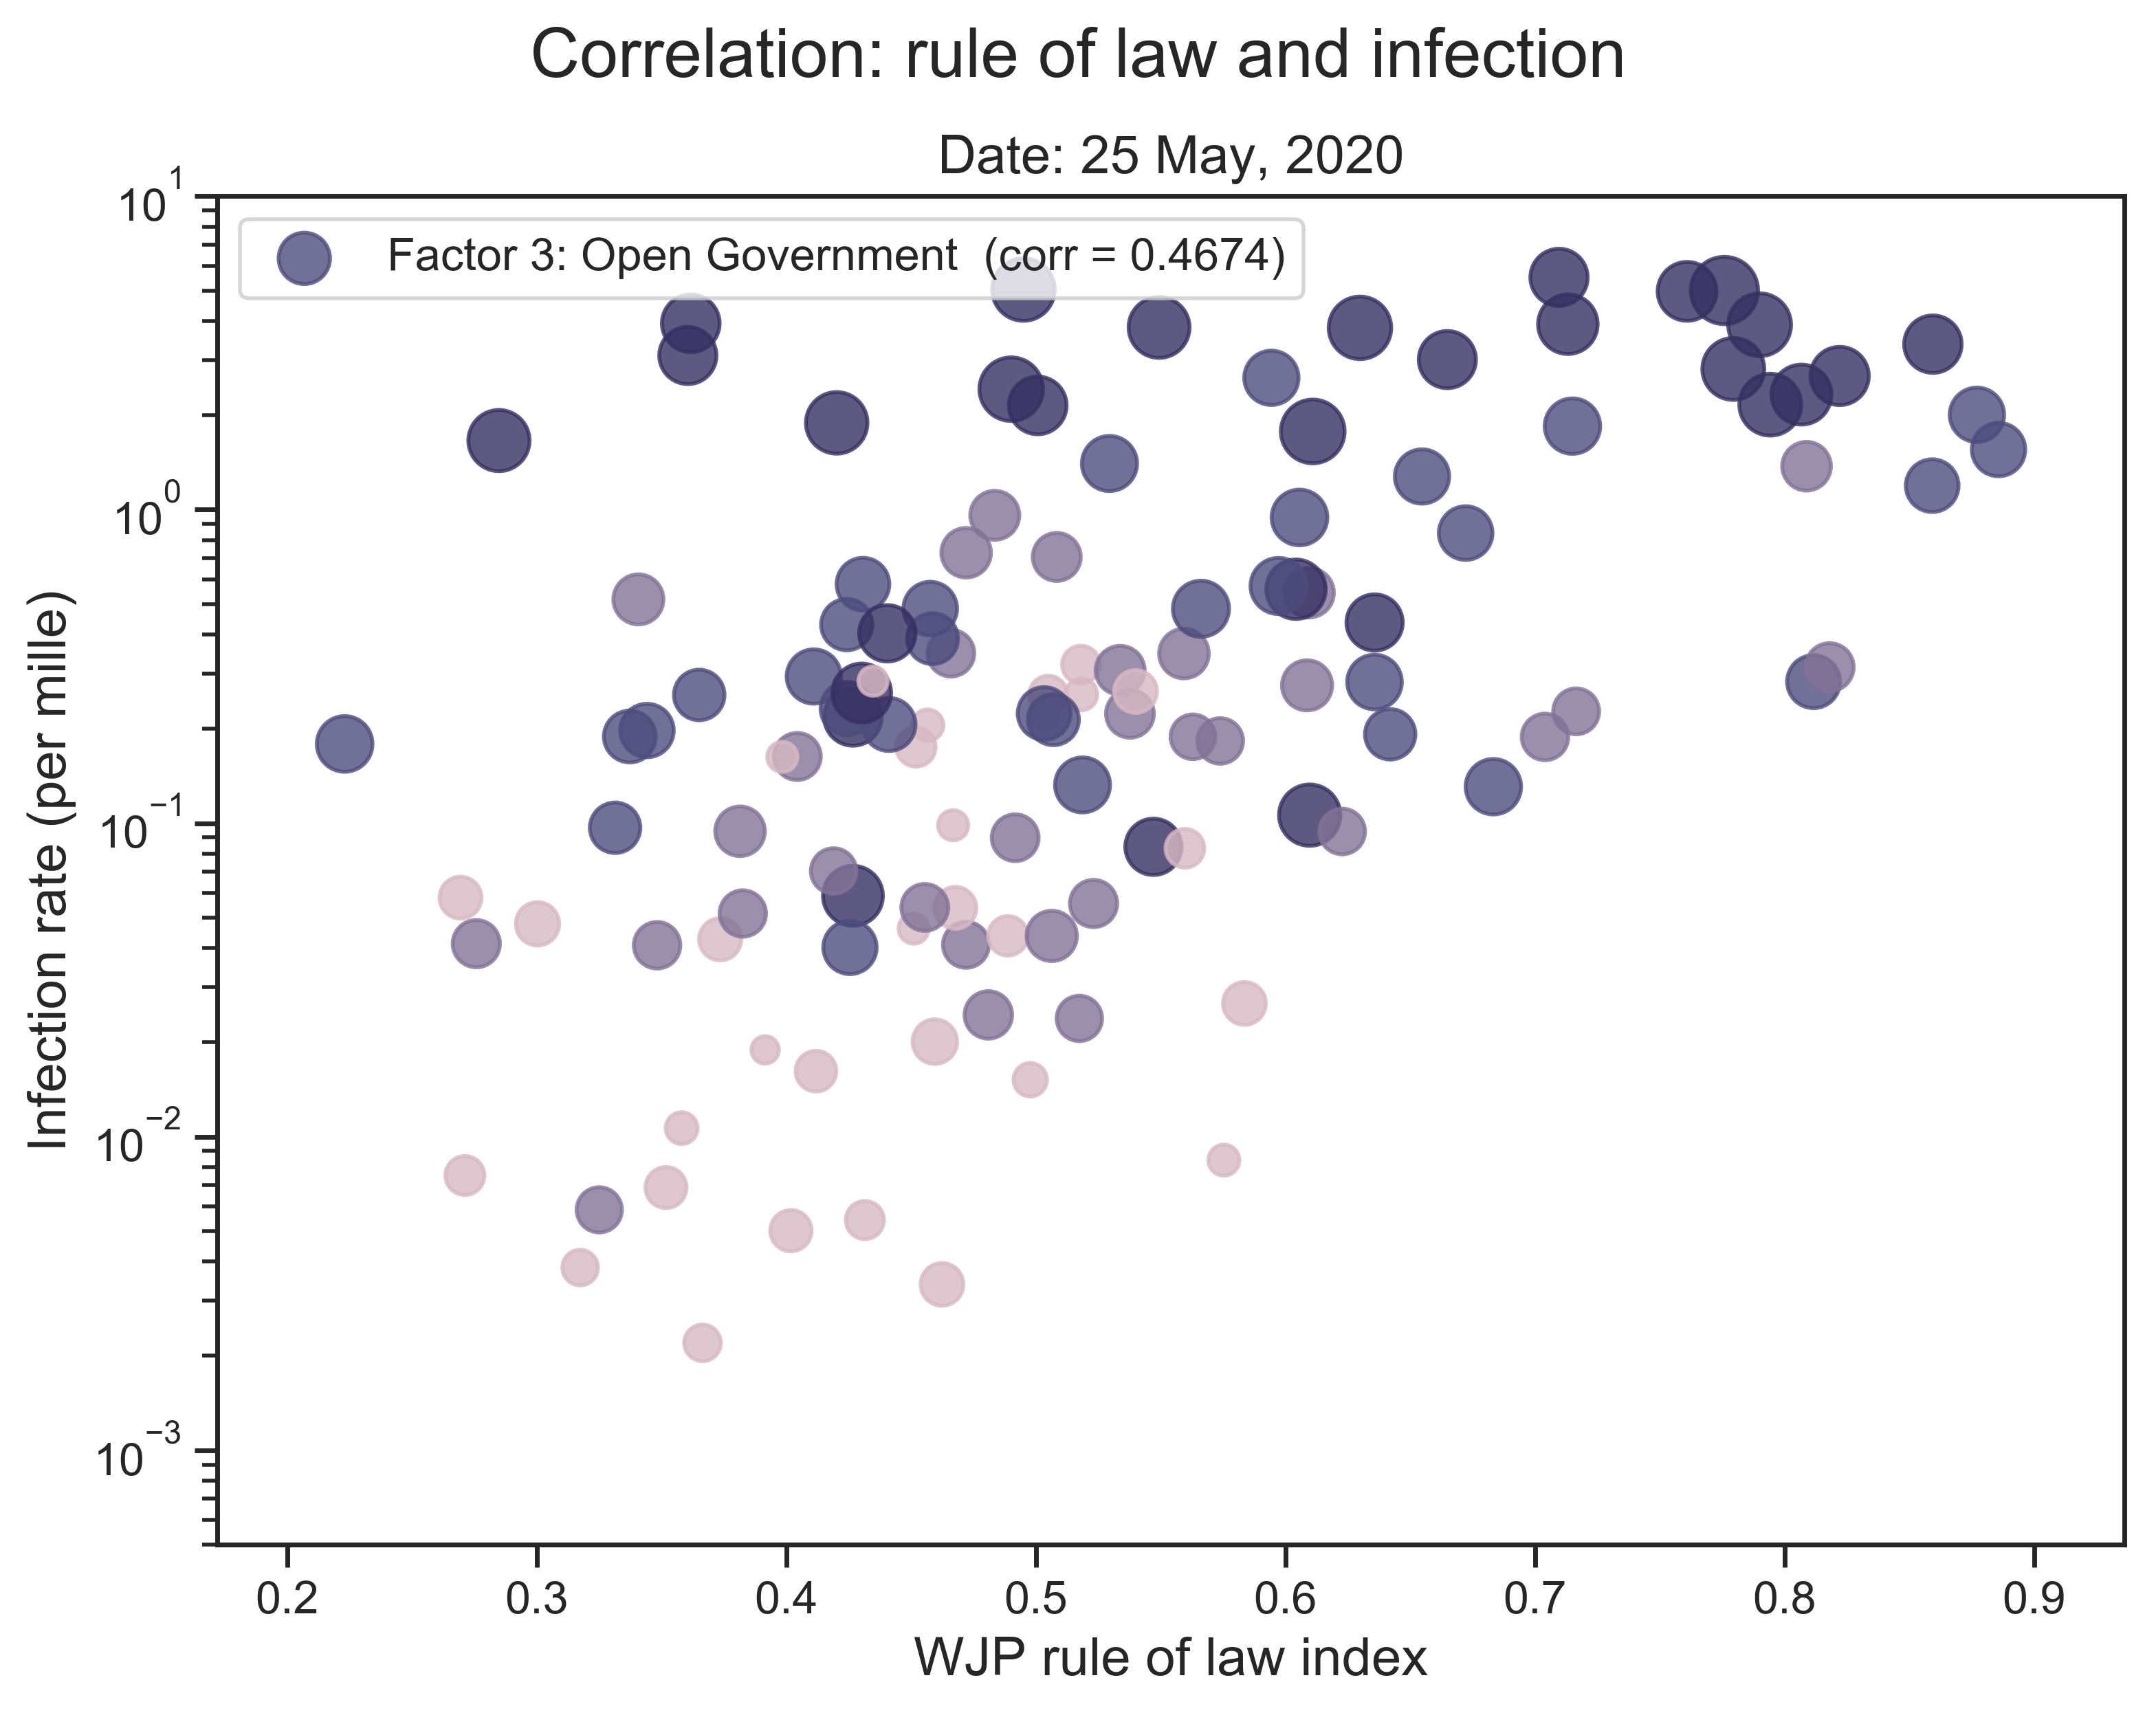 Correlation: rule of law and infection
Date: 25 May, 2020
Factor 3: Open Government (corr = 0.4674)
Infection rate (per mille)
10^1
10^0
10^−1
10^−2
10^−3
0.2 0.3 0.4 0.5 0.6 0.7 0.8 0.9
WJP rule of law index